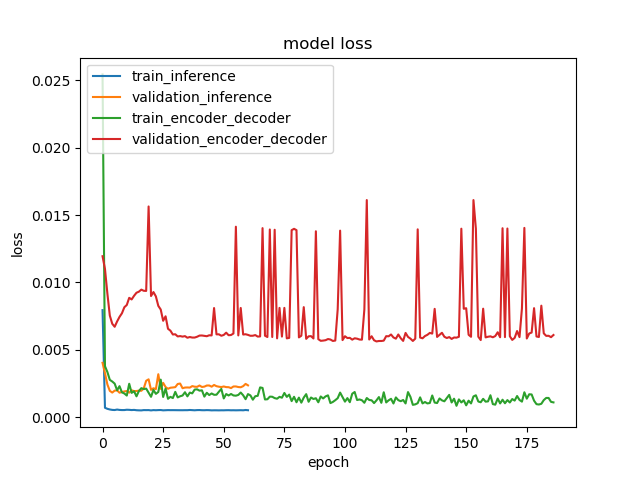 model loss
train_inference
validation_inference
train_encoder_decoder
validation_encoder_decoder
loss
0.025
0.020
0.015
0.010
0.005
0.000
0 25 50 75 100 125 150 175
epoch